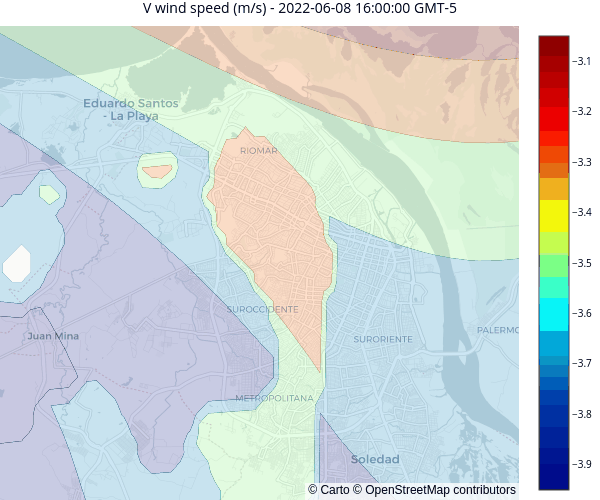 V wind speed (m/s) - 2022-06-08 16:00:00 GMT-5
Eduardo Santos
- La Playa
RIOMAR
SUROCCIDENTE
Juan Mina
SURORIENTE
PALERMO
METROPOLITANA
Soledad
© Carto © OpenStreetMap contributors
−3.1
−3.2
−3.3
−3.4
−3.5
−3.6
−3.7
−3.8
−3.9